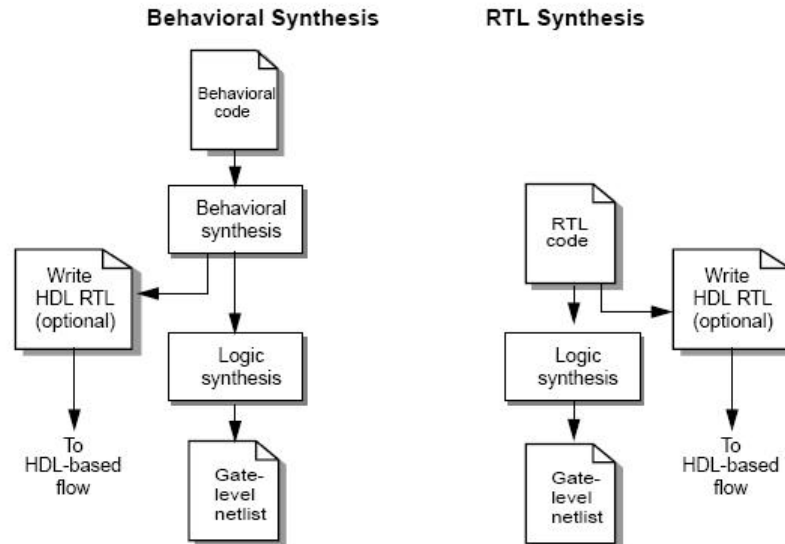 Behavioral Synthesis
Behavioral
code
Behavioral
synthesis
Write
HDL RTL
(optional)
To
HDL-based
flow
Logic
synthesis
Gate-
level
netlist
RTL Synthesis
RTL
code
Write
HDL RTL
(optional)
Logic
synthesis
To
HDL-based
flow
Gate-
level
netlist